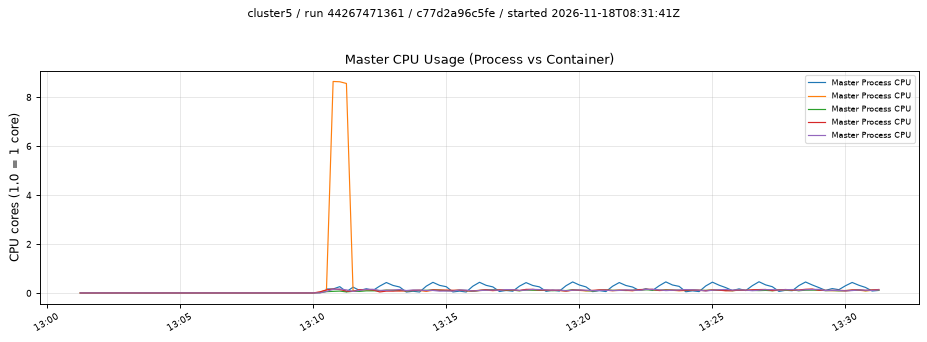 cluster5 / run 44267471361 / c77d2a96c5fe / started 2026-11-18T08:31:41Z
Master CPU Usage (Process vs Container)
Master Process CPU
Master Process CPU
Master Process CPU
Master Process CPU
Master Process CPU
CPU cores (1.0 = 1 core)
8
6
4
2
0
13:00
13:05
13:10
13:15
13:20
13:25
13:30